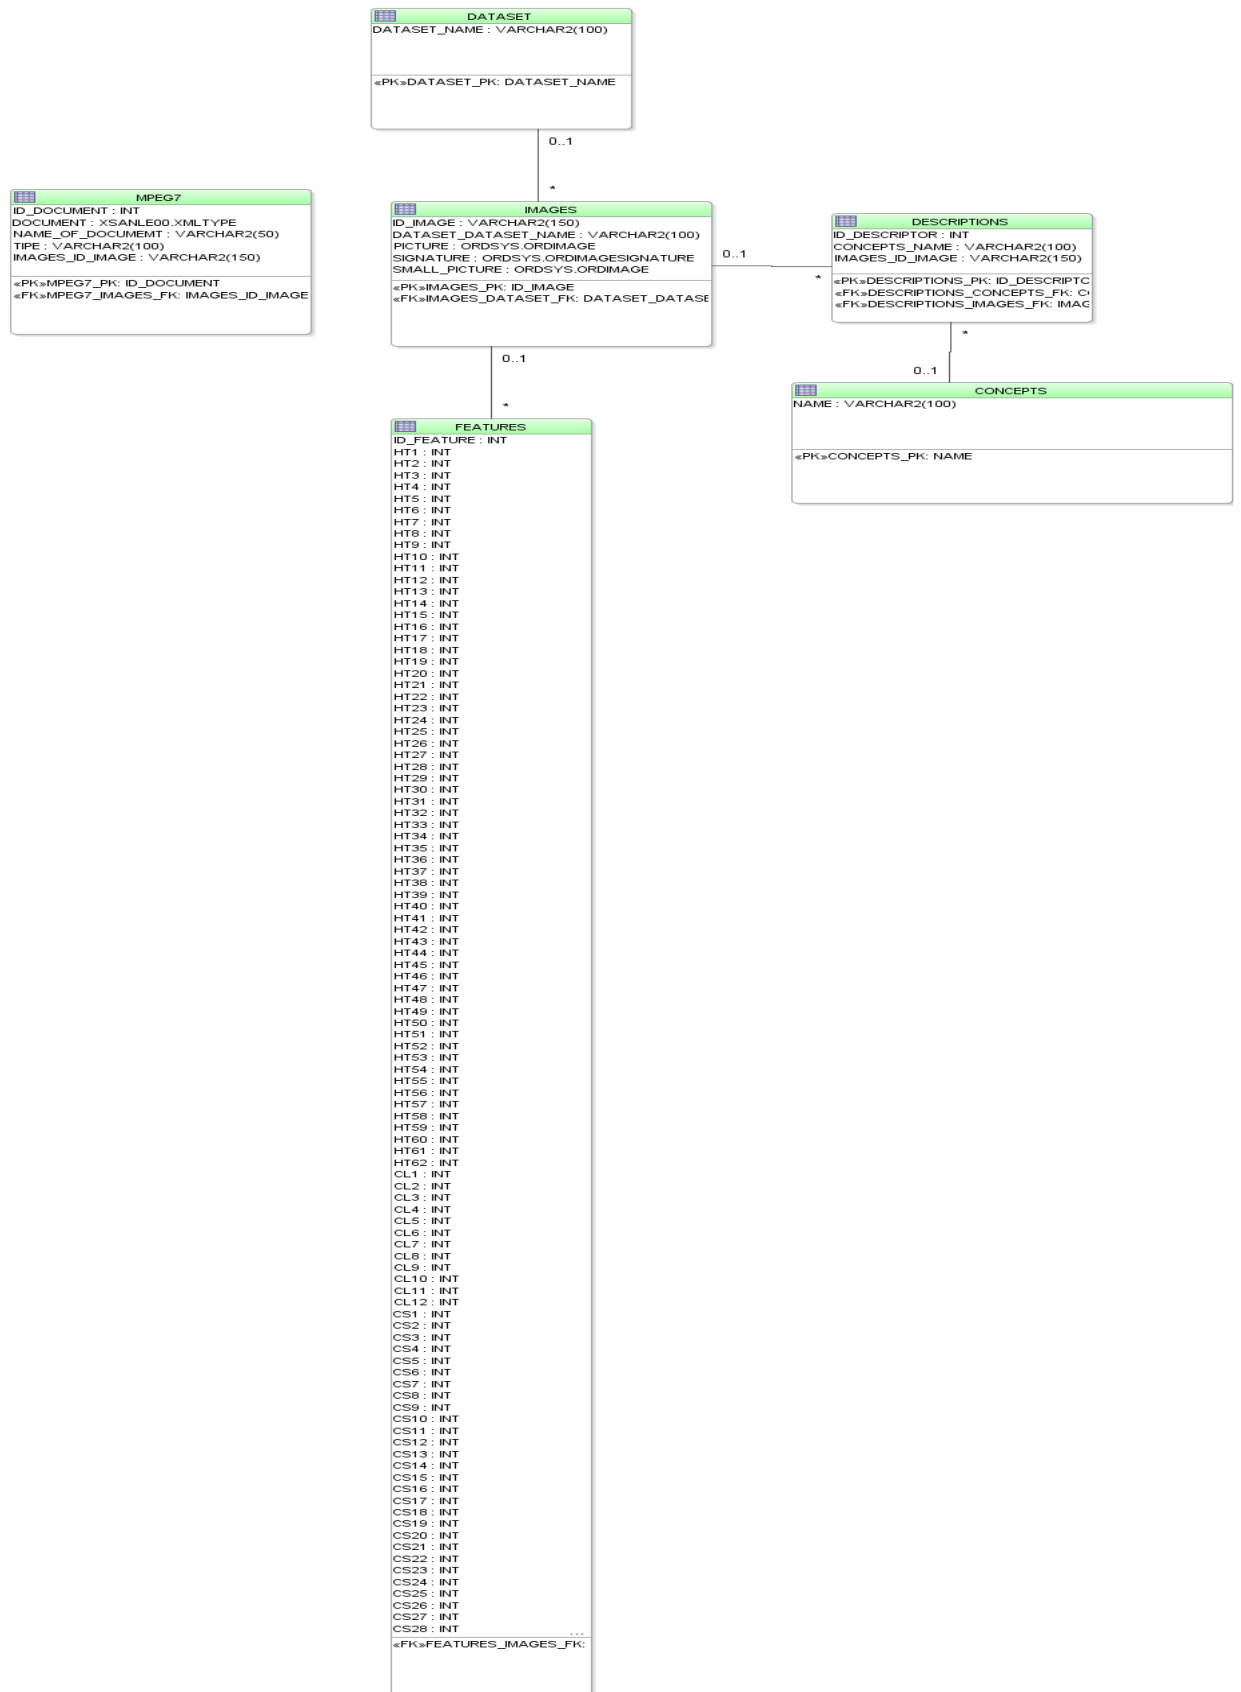 DATASET
DATASET_NAME : VARCHAR2(100)
«PK»DATASET_PK: DATASET_NAME
0..1
*
MPEG7
ID_DOCUMENT : INT
DOCUMENT : XSANLE00.XMLTYPE
NAME_OF_DOCUMEMT : VARCHAR2(50)
TIPE : VARCHAR2(100)
IMAGES_ID_IMAGE : VARCHAR2(150)
«PK»MPEG7_PK: ID_DOCUMENT
«FK»MPEG7_IMAGES_FK: IMAGES_ID_IMAGE
IMAGES
ID_IMAGE : VARCHAR2(150)
DATASET_DATASET_NAME : VARCHAR2(100)
PICTURE : ORDSYS.ORDIMAGE
SIGNATURE : ORDSYS.ORDIMAGESIGNATURE
SMALL_PICTURE : ORDSYS.ORDIMAGE
«PK»IMAGES_PK: ID_IMAGE
«FK»IMAGES_DATASET_FK: DATASET_DATASE
0..1
*
DESCRIPTIONS
ID_DESCRIPTOR : INT
CONCEPTS_NAME : VARCHAR2(100)
IMAGES_ID_IMAGE : VARCHAR2(150)
«PK»DESCRIPTIONS_PK: ID_DESCRIPTC
«FK»DESCRIPTIONS_CONCEPTS_FK: C
«FK»DESCRIPTIONS_IMAGES_FK: IMAG
*
0..1
CONCEPTS
NAME : VARCHAR2(100)
«PK»CONCEPTS_PK: NAME
0..1
*
FEATURES
ID_FEATURE : INT
HT1 : INT
HT2 : INT
HT3 : INT
HT4 : INT
HT5 : INT
HT6 : INT
HT7 : INT
HT8 : INT
HT9 : INT
HT10 : INT
HT11 : INT
HT12 : INT
HT13 : INT
HT14 : INT
HT15 : INT
HT16 : INT
HT17 : INT
HT18 : INT
HT19 : INT
HT20 : INT
HT21 : INT
HT22 : INT
HT23 : INT
HT24 : INT
HT25 : INT
HT26 : INT
HT27 : INT
HT28 : INT
HT29 : INT
HT30 : INT
HT31 : INT
HT32 : INT
HT33 : INT
HT34 : INT
HT35 : INT
HT36 : INT
HT37 : INT
HT38 : INT
HT39 : INT
HT40 : INT
HT41 : INT
HT42 : INT
HT43 : INT
HT44 : INT
HT45 : INT
HT46 : INT
HT47 : INT
HT48 : INT
HT49 : INT
HT50 : INT
HT51 : INT
HT52 : INT
HT53 : INT
HT54 : INT
HT55 : INT
HT56 : INT
HT57 : INT
HT58 : INT
HT59 : INT
HT60 : INT
HT61 : INT
HT62 : INT
CL1 : INT
CL2 : INT
CL3 : INT
CL4 : INT
CL5 : INT
CL6 : INT
CL7 : INT
CL8 : INT
CL9 : INT
CL10 : INT
CL11 : INT
CL12 : INT
CS1 : INT
CS2 : INT
CS3 : INT
CS4 : INT
CS5 : INT
CS6 : INT
CS7 : INT
CS8 : INT
CS9 : INT
CS10 : INT
CS11 : INT
CS12 : INT
CS13 : INT
CS14 : INT
CS15 : INT
CS16 : INT
CS17 : INT
CS18 : INT
CS19 : INT
CS20 : INT
CS21 : INT
CS22 : INT
CS23 : INT
CS24 : INT
CS25 : INT
CS26 : INT
CS27 : INT
CS28 : INT
...
«FK»FEATURES_IMAGES_FK: